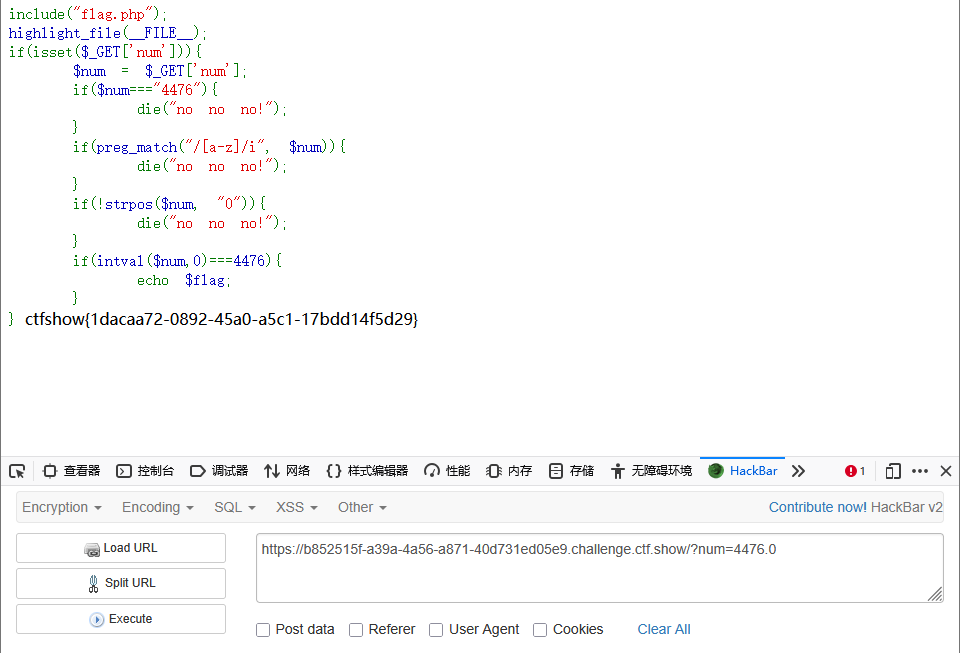 include("flag.php");
highlight_file(__FILE__);
if(isset($_GET['num'])){
$num = $_GET['num'];
if($num==="4476"){
die("no no no!");
}
if(preg_match("/[a-z]/i", $num)){
die("no no no!");
}
if(!strpos($num, "0")){
die("no no no!");
}
if(intval($num,0)===4476){
echo $flag;
}
} ctfshow{1dacaa72-0892-45a0-a5c1-17bdd14f5d29}
查看器 控制台 调试器 网络 样式编辑器 性能 内存 存储 无障碍环境 HackBar 1
Encryption Encoding SQL XSS Other Contribute now! HackBar v2
Load URL https://b852515f-a39a-4a56-a871-40d731ed05e9.challenge.ctf.show/?num=4476.0
Split URL
Execute
Post data Referer User Agent Cookies Clear All